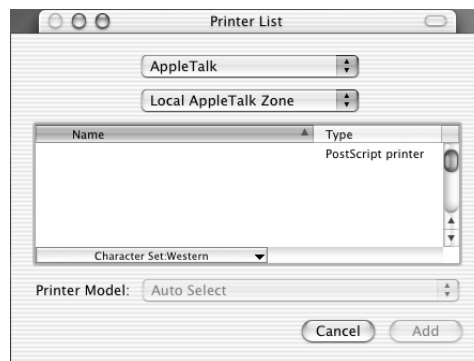 Printer List
AppleTalk
Local AppleTalk Zone
Name Type
PostScript printer
Character Set:Western
Printer Model: Auto Select
Cancel Add